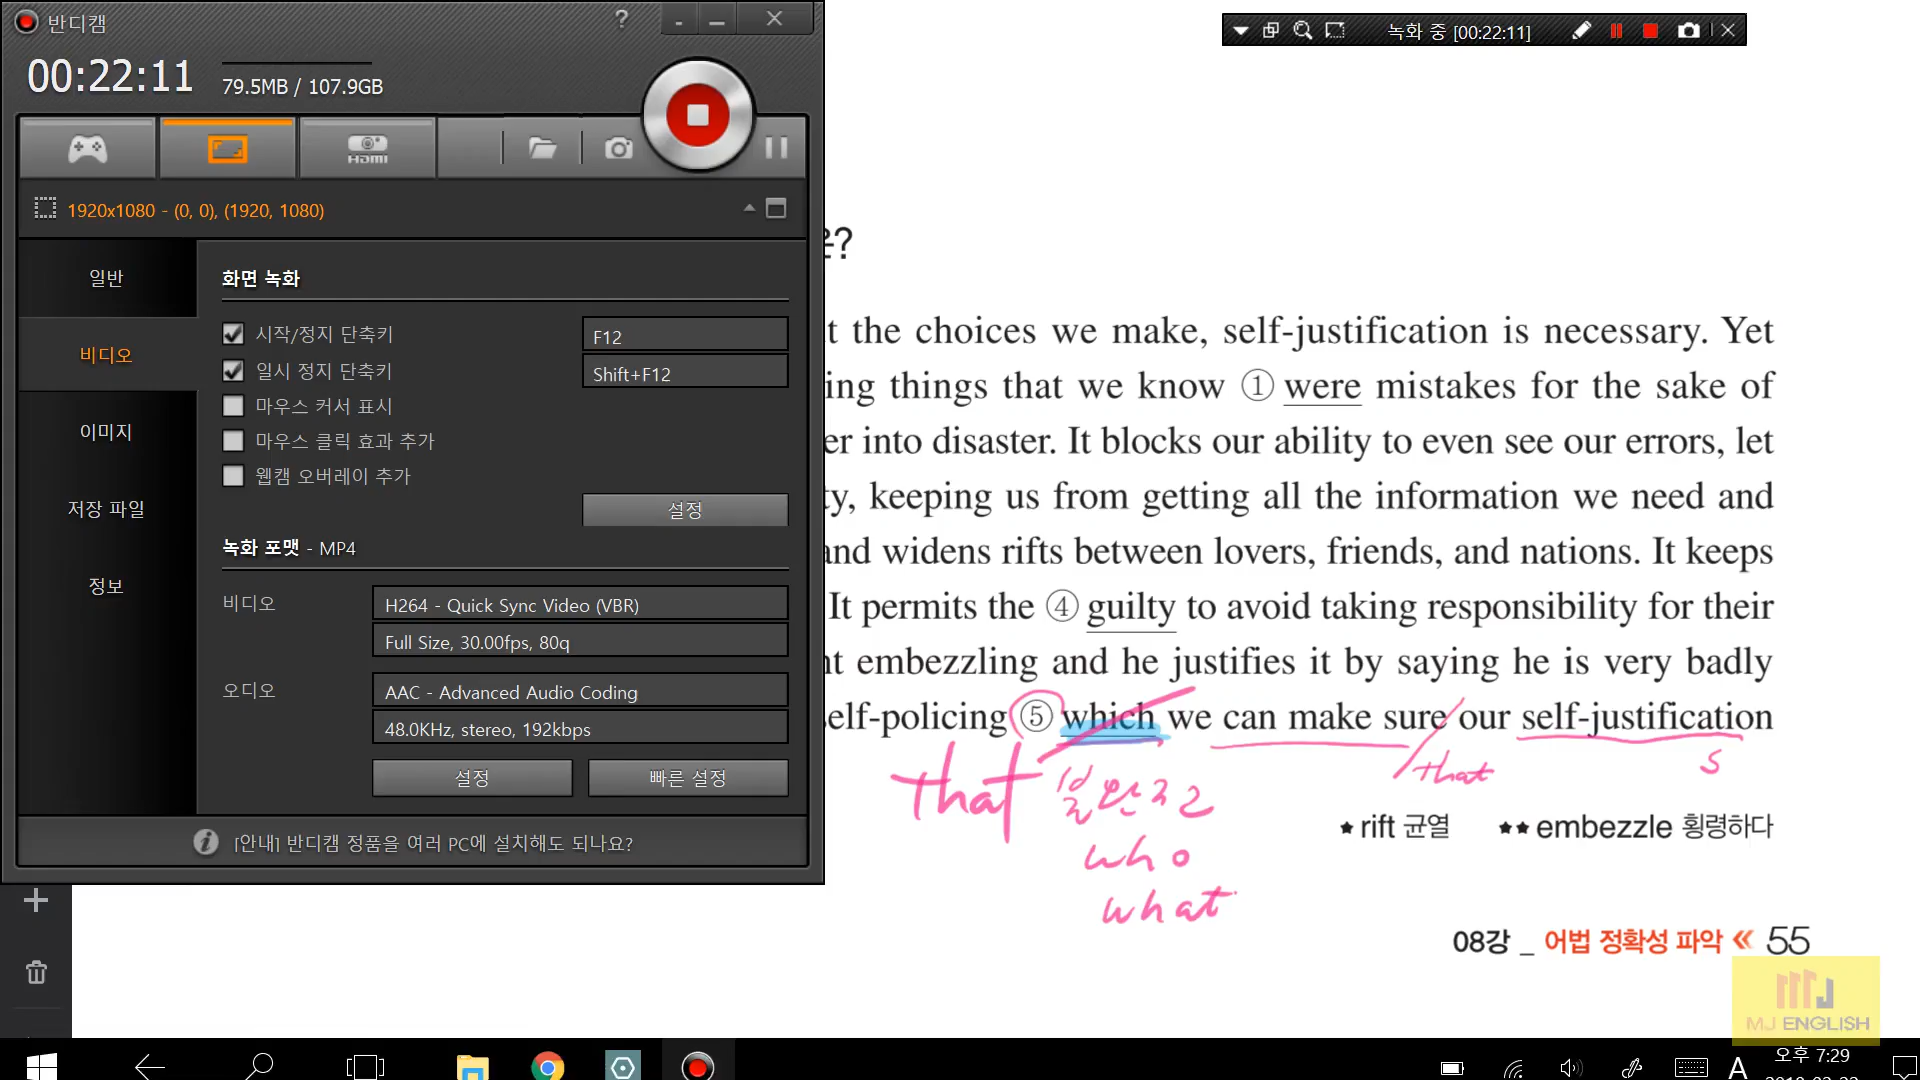 반디캠
00:22:11
79.5MB / 107.9GB
HDMI
1920x1080 - (0, 0), (1920, 1080)
일반
비디오
이미지
저장 파일
정보
화면 녹화
시작/정지 단축키 F12
일시 정지 단축키 Shift+F12
마우스 커서 표시
마우스 클릭 효과 추가
웹캠 오버레이 추가
설정
녹화 포맷 - MP4
비디오 H264 - Quick Sync Video (VBR)
Full Size, 30.00fps, 80q
오디오 AAC - Advanced Audio Coding
48.0KHz, stereo, 192kbps
설정 빠른 설정
[안내] 반디캠 정품을 여러 PC에 설치해도 되나요?
녹화 중 [00:22:11]
?
the choices we make, self-justification is necessary. Yet
ing things that we know ① were mistakes for the sake of
er into disaster. It blocks our ability to even see our errors, let
ty, keeping us from getting all the information we need and
and widens rifts between lovers, friends, and nations. It keeps
It permits the ④ guilty to avoid taking responsibility for their
nt embezzling and he justifies it by saying he is very badly
self-policing ⑤ which we can make sure our self-justification
that
that
S
who
what
★ rift 균열 ★★ embezzle 횡령하다
08강 _ 어법 정확성 파악 « 55
MJ ENGLISH
A
오후 7:29